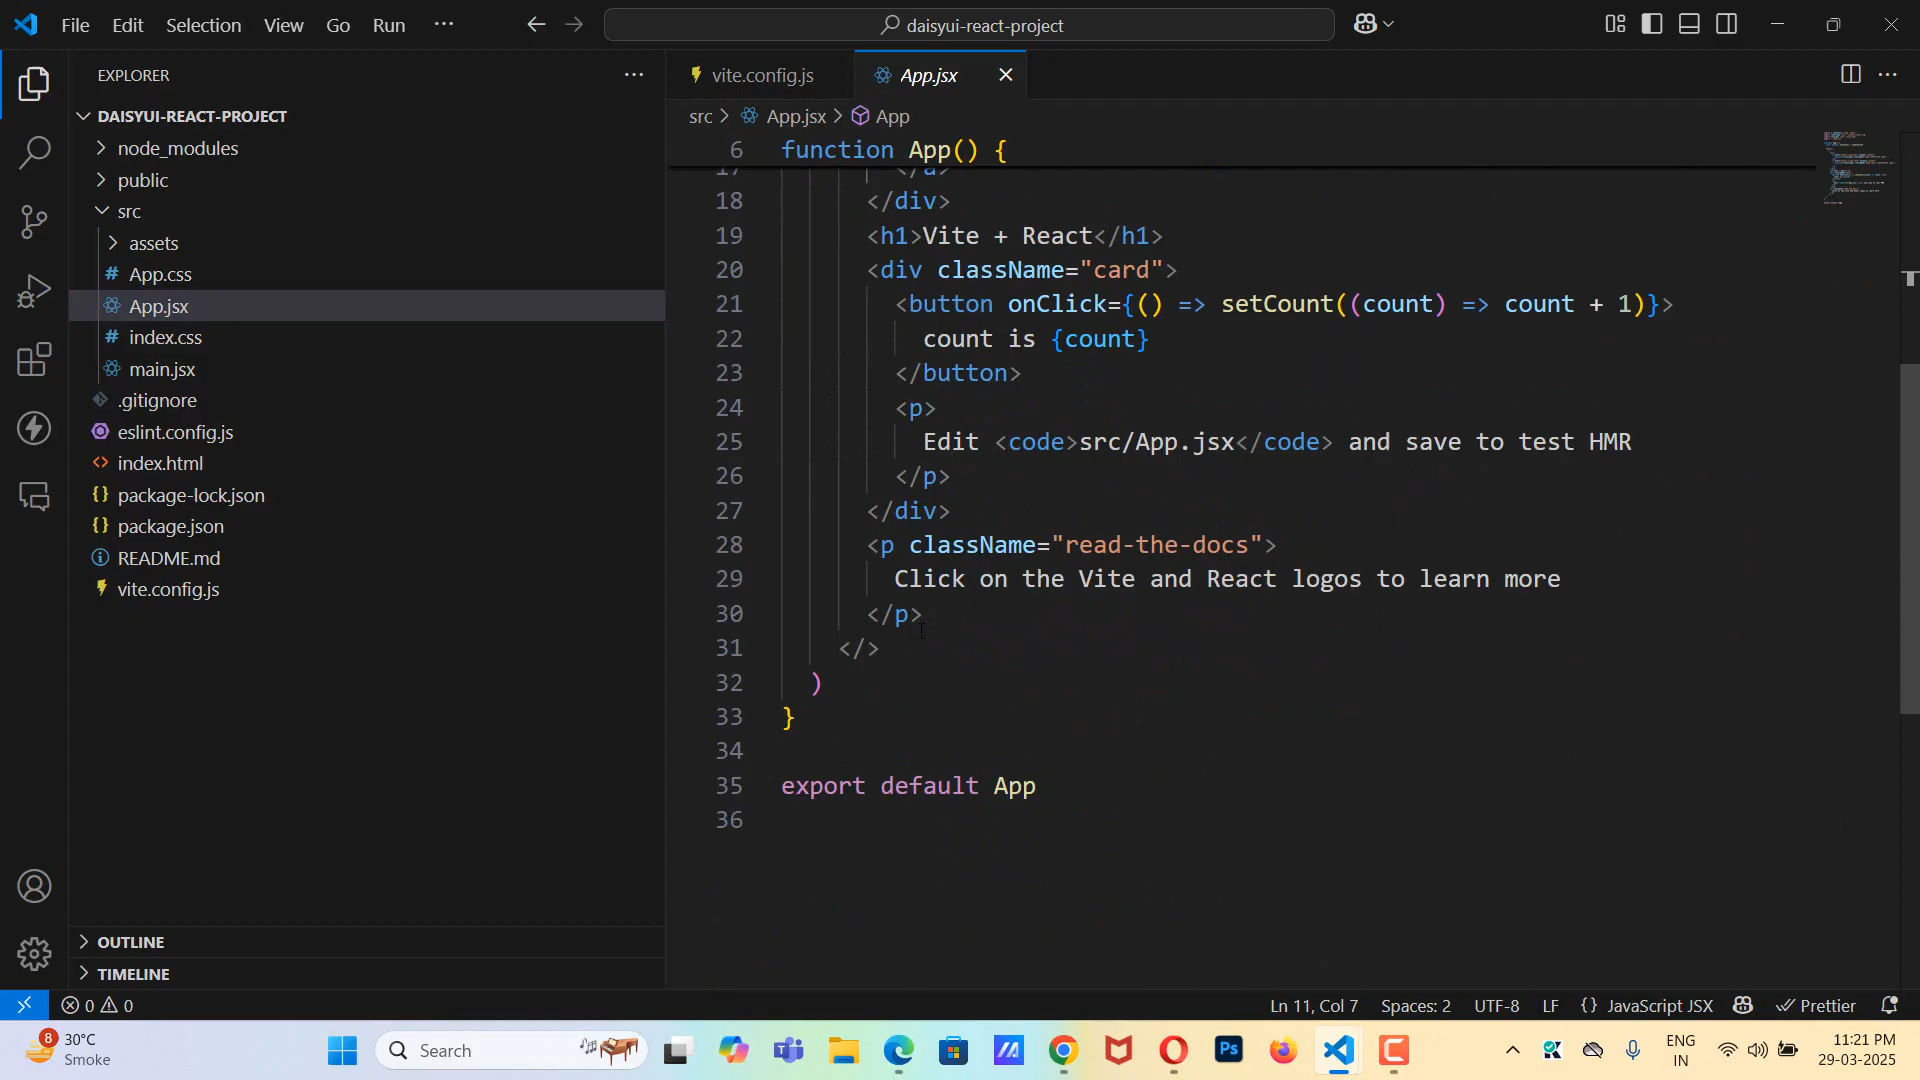 File Edit Selection View Go Run ···
daisyui-react-project
EXPLORER
DAISYUI-REACT-PROJECT
node_modules
public
src
assets
App.css
App.jsx
index.css
main.jsx
.gitignore
eslint.config.js
index.html
package-lock.json
package.json
README.md
vite.config.js
OUTLINE
TIMELINE
vite.config.js App.jsx
src > App.jsx > App
6 function App() {
17 </a>
18 </div>
19 <h1>Vite + React</h1>
20 <div className="card">
21 <button onClick={() => setCount((count) => count + 1)}>
22 count is {count}
23 </button>
24 <p>
25 Edit <code>src/App.jsx</code> and save to test HMR
26 </p>
27 </div>
28 <p className="read-the-docs">
29 Click on the Vite and React logos to learn more
30 </p>
31 </>
32 )
33 }
34
35 export default App
36
0 0
Ln 11, Col 7 Spaces: 2 UTF-8 LF {} JavaScript JSX Prettier
8 30°C
Smoke
Search
Ps
ENG
IN
11:21 PM
29-03-2025